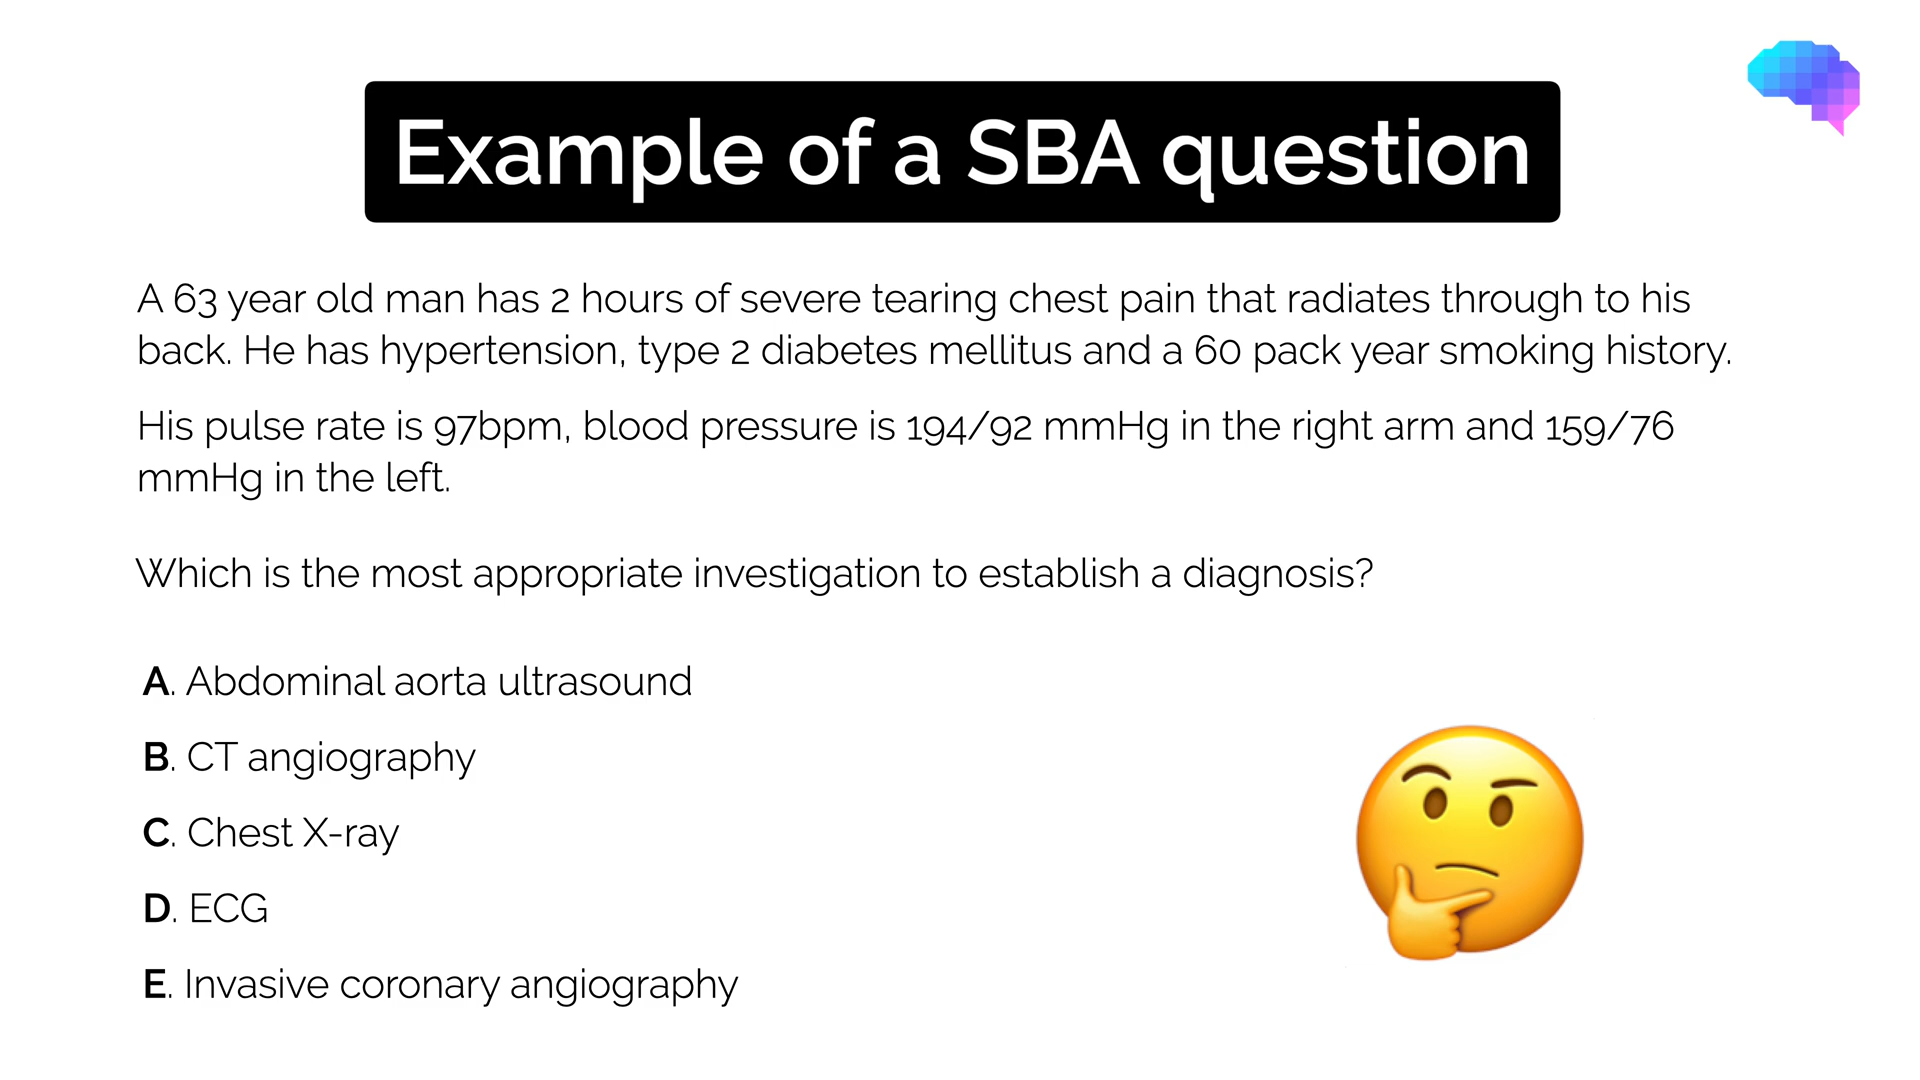 Example of a SBA question
A 63 year old man has 2 hours of severe tearing chest pain that radiates through to his
back. He has hypertension, type 2 diabetes mellitus and a 60 pack year smoking history.
His pulse rate is 97bpm, blood pressure is 194/92 mmHg in the right arm and 159/76
mmHg in the left.
Which is the most appropriate investigation to establish a diagnosis?
A. Abdominal aorta ultrasound
B. CT angiography
C. Chest X-ray
D. ECG
E. Invasive coronary angiography